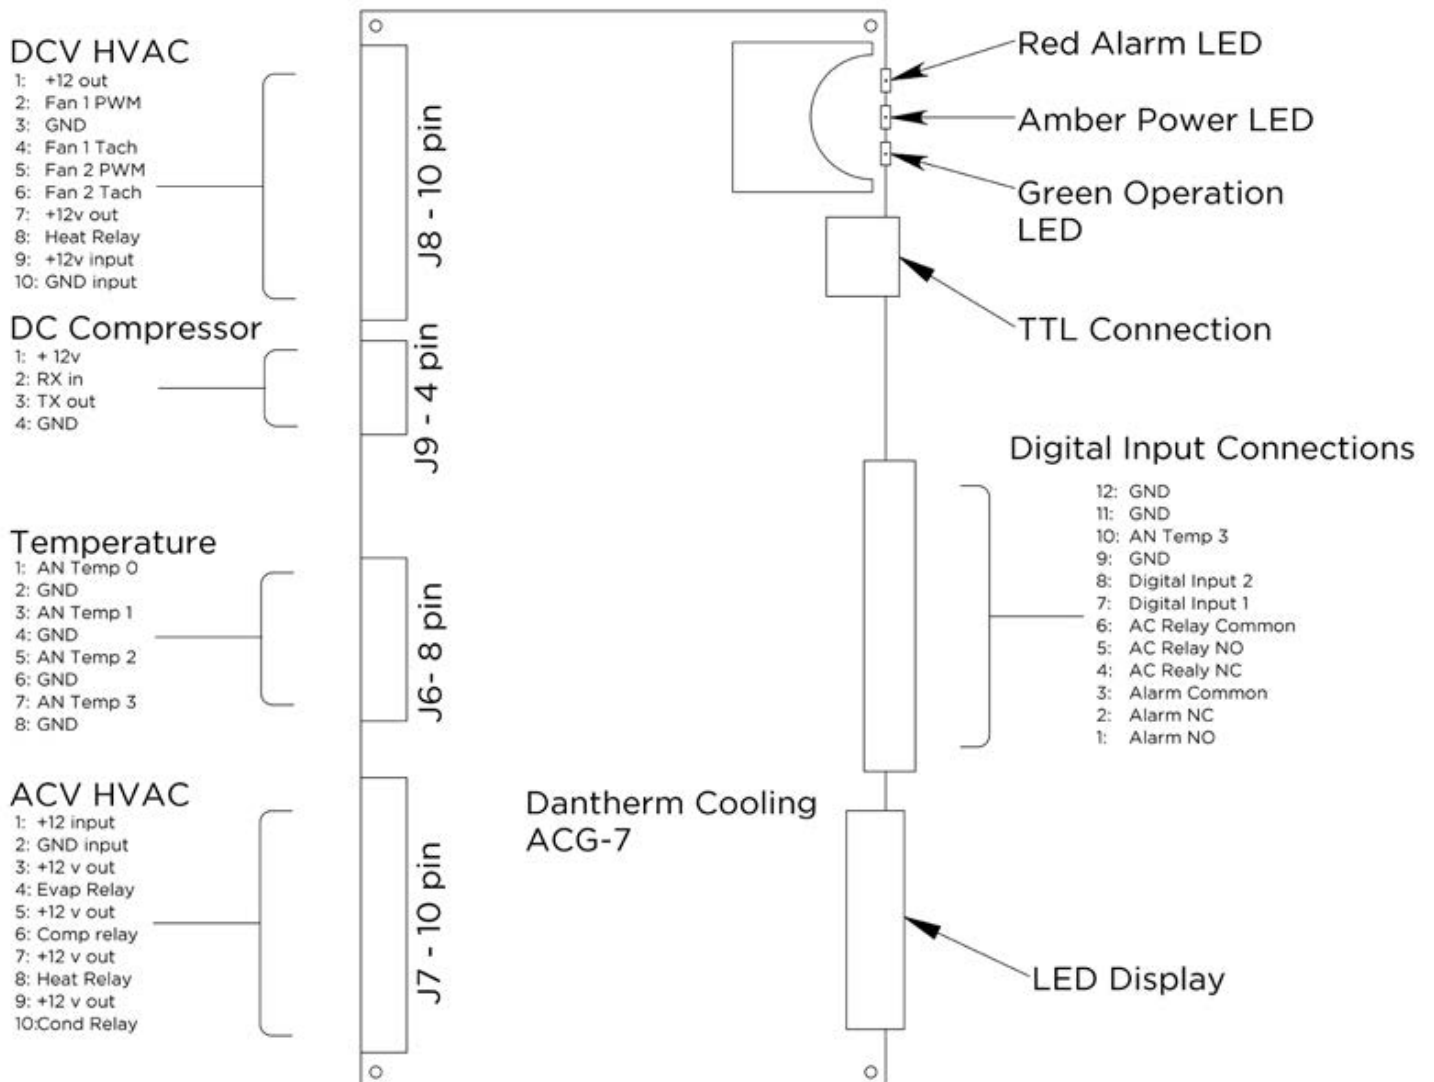 DCV HVAC
1: +12 out
2: Fan 1 PWM
3: GND
4: Fan 1 Tach
5: Fan 2 PWM
6: Fan 2 Tach
7: +12v out
8: Heat Relay
9: +12v input
10: GND input
J8 - 10 pin
DC Compressor
1: + 12v
2: RX in
3: TX out
4: GND
J9 - 4 pin
Temperature
1: AN Temp 0
2: GND
3: AN Temp 1
4: GND
5: AN Temp 2
6: GND
7: AN Temp 3
8: GND
J6- 8 pin
ACV HVAC
1: +12 input
2: GND input
3: +12 v out
4: Evap Relay
5: +12 v out
6: Comp relay
7: +12 v out
8: Heat Relay
9: +12 v out
10:Cond Relay
J7 - 10 pin
Dantherm Cooling
ACG-7
Red Alarm LED
Amber Power LED
Green Operation
LED
TTL Connection
Digital Input Connections
12: GND
11: GND
10: AN Temp 3
9: GND
8: Digital Input 2
7: Digital Input 1
6: AC Relay Common
5: AC Relay NO
4: AC Realy NC
3: Alarm Common
2: Alarm NC
1: Alarm NO
LED Display